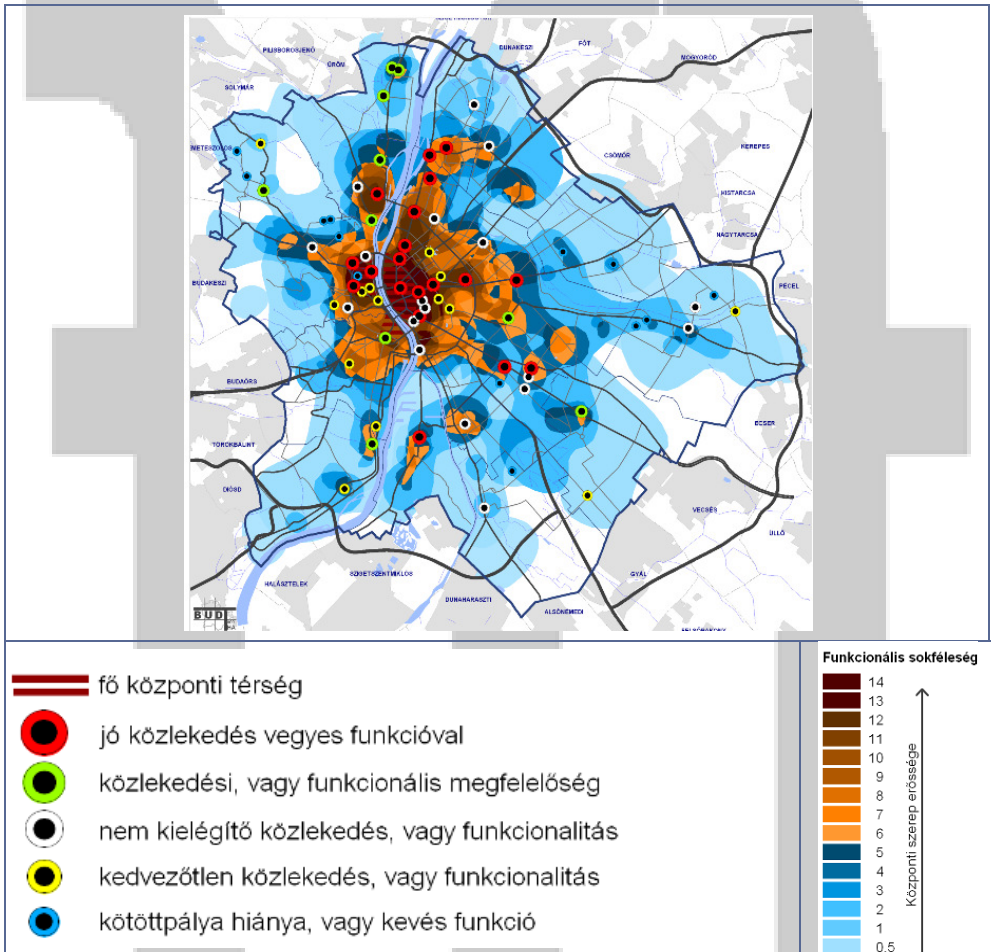 DUNAKESZI
FÓT
MOGYORÓD
PILISBOROSJENŐ
ÜRÖM
SOLYMÁR
CSÖMÖR
KEREPES
KISTARCSA
NAGYTARCSA
PÉCEL
BUDAKESZI
BUDAÖRS
TÖRÖKBÁLINT
DIÓSD
ECSER
VECSÉS
ÜLLŐ
GYÁL
HALÁSZTELEK
SZIGETSZENTMIKLÓS
DUNAHARASZTI
ALSÓNÉMEDI
BUD
fő központi térség
jó közlekedés vegyes funkcióval
közlekedési, vagy funkcionális megfelelőség
nem kielégítő közlekedés, vagy funkcionalitás
kedvezőtlen közlekedés, vagy funkcionalitás
kötöttpálya hiánya, vagy kevés funkció
Funkcionális sokféleség
14
13
12
11
10
9
8
7
6
5
4
3
2
1
0.5
Központi szerep erőssége